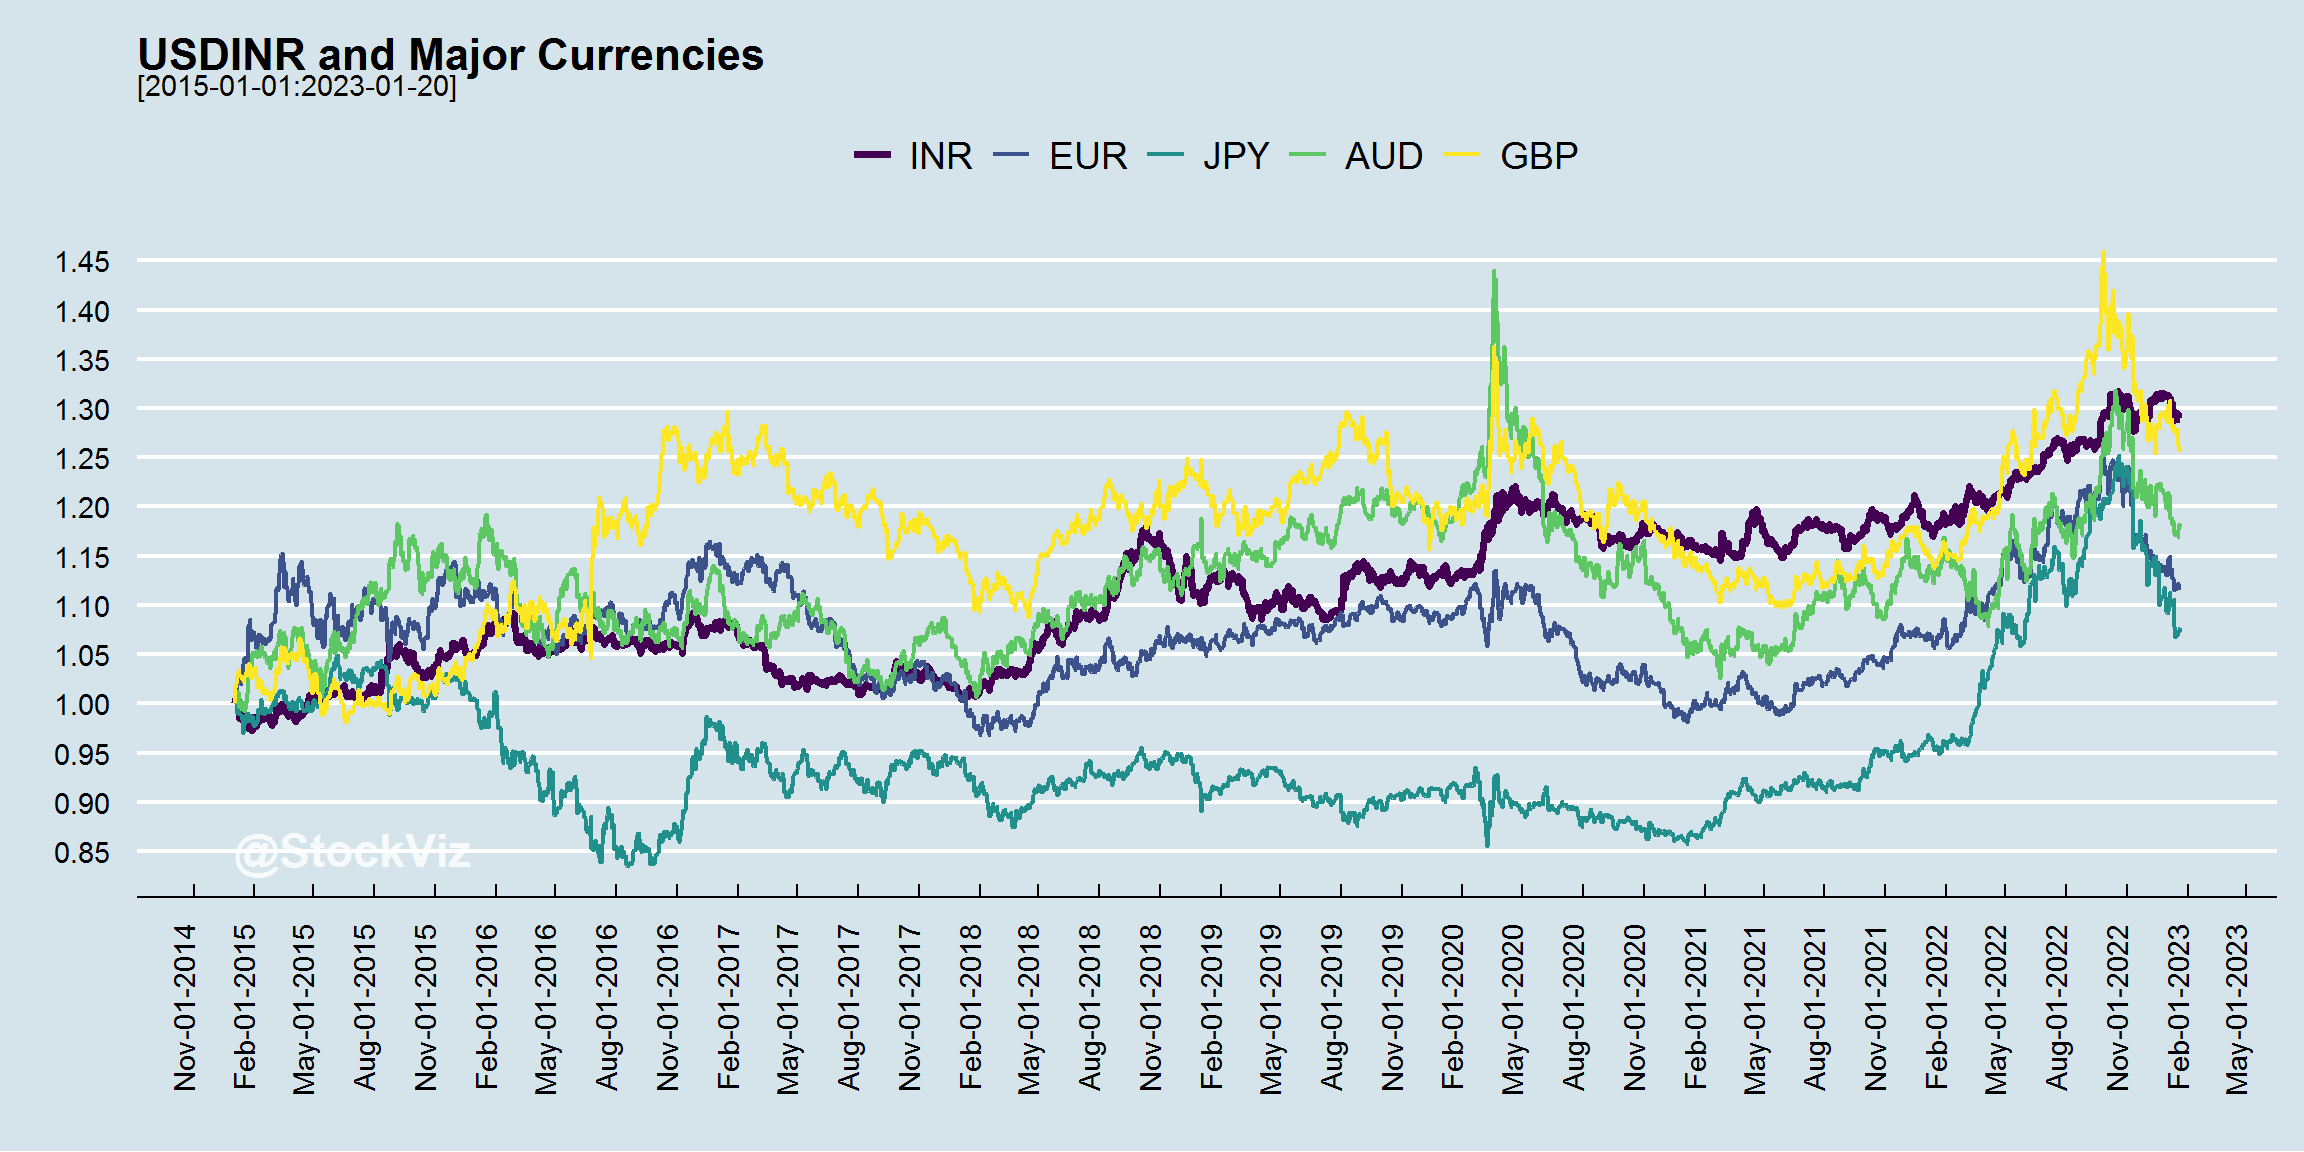 USDINR and Major Currencies
[2015-01-01:2023-01-20]
INR EUR JPY AUD GBP
1.45
1.40
1.35
1.30
1.25
1.20
1.15
1.10
1.05
1.00
0.95
0.90
0.85
@StockViz
Nov-01-2014
Feb-01-2015
May-01-2015
Aug-01-2015
Nov-01-2015
Feb-01-2016
May-01-2016
Aug-01-2016
Nov-01-2016
Feb-01-2017
May-01-2017
Aug-01-2017
Nov-01-2017
Feb-01-2018
May-01-2018
Aug-01-2018
Nov-01-2018
Feb-01-2019
May-01-2019
Aug-01-2019
Nov-01-2019
Feb-01-2020
May-01-2020
Aug-01-2020
Nov-01-2020
Feb-01-2021
May-01-2021
Aug-01-2021
Nov-01-2021
Feb-01-2022
May-01-2022
Aug-01-2022
Nov-01-2022
Feb-01-2023
May-01-2023